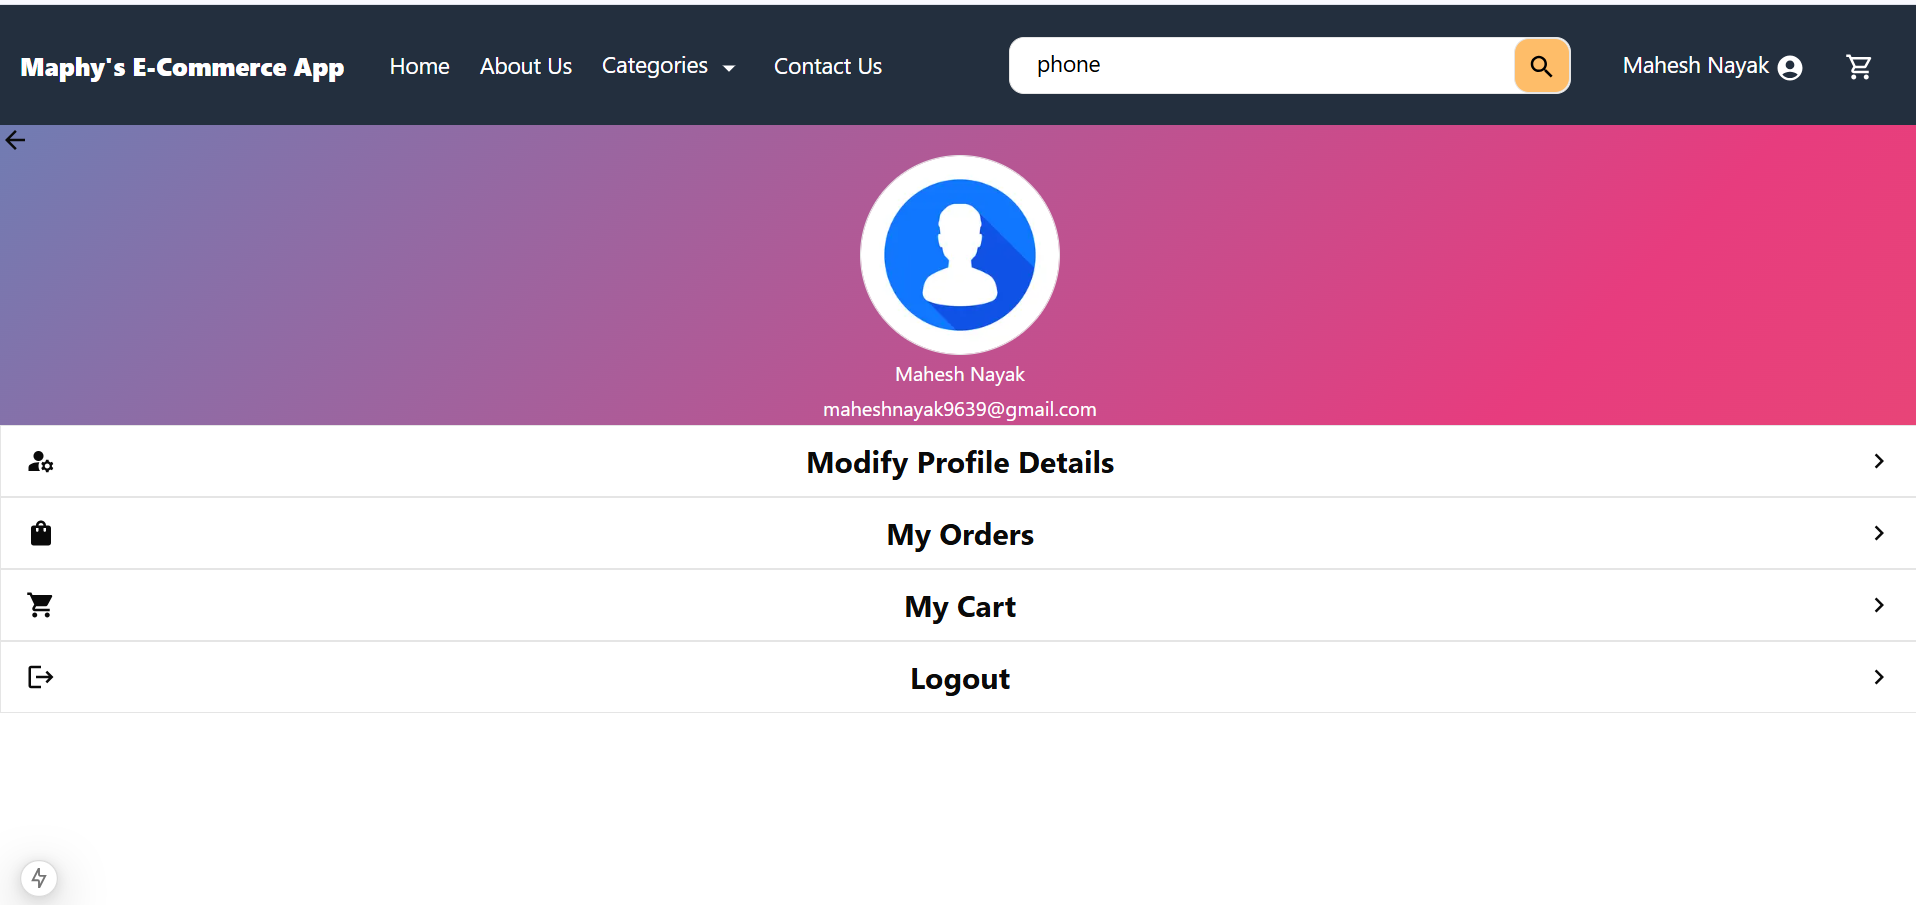 Maphy's E-Commerce App Home About Us Categories Contact Us phone Mahesh Nayak
Mahesh Nayak
maheshnayak9639@gmail.com
Modify Profile Details
My Orders
My Cart
Logout